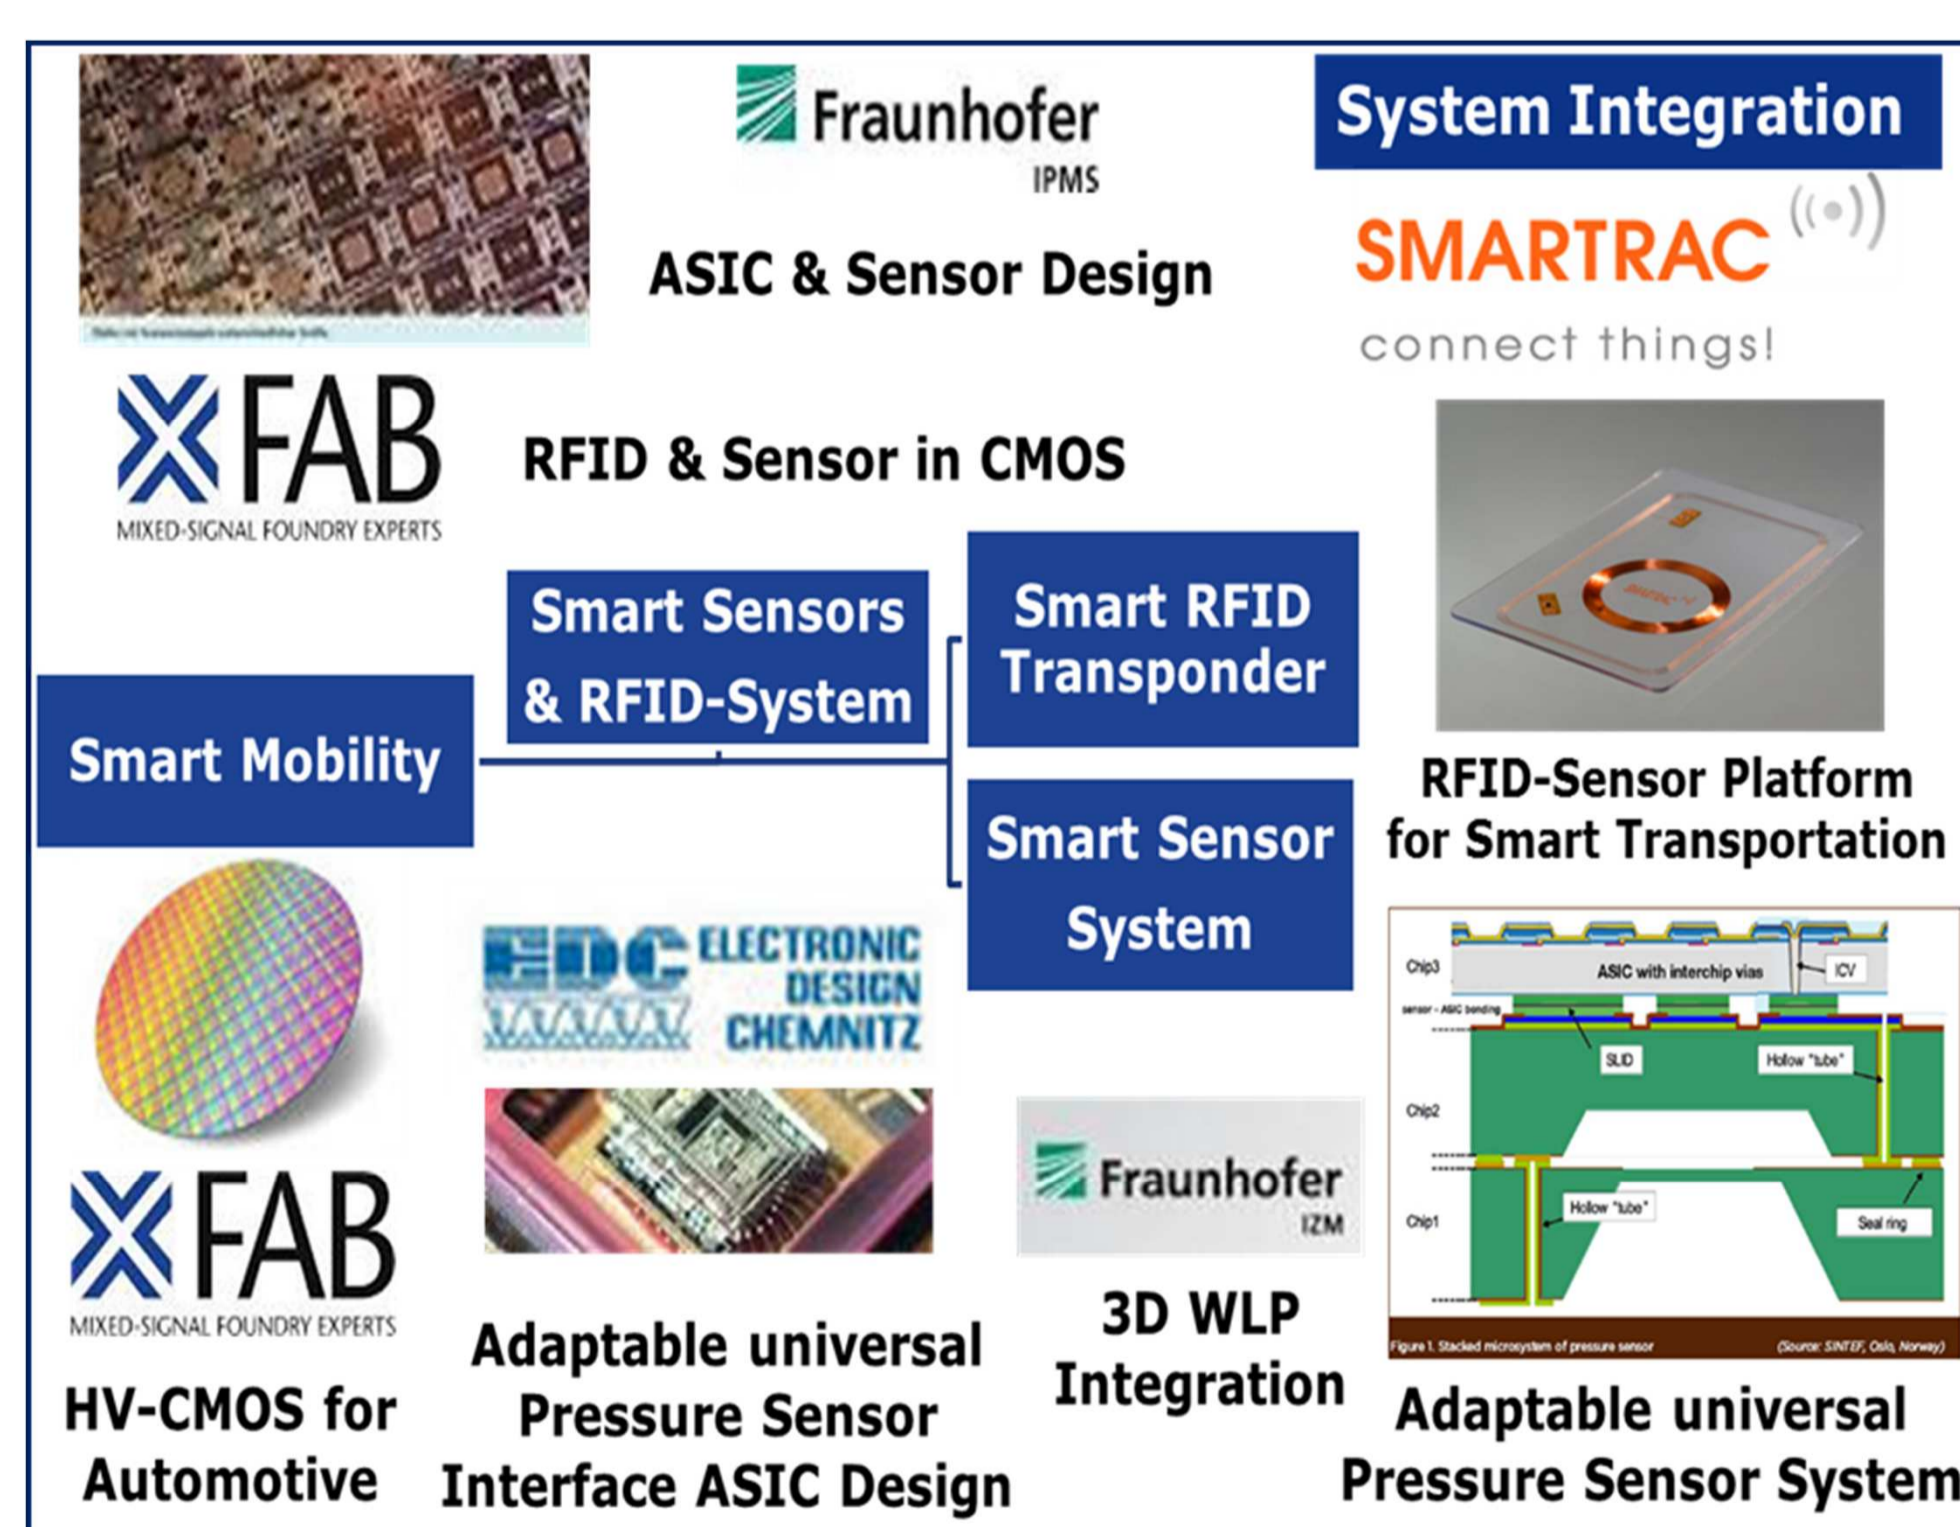 Fraunhofer
IPMS
ASIC & Sensor Design
System Integration
SMARTRAC
connect things!
XFAB
MIXED-SIGNAL FOUNDRY EXPERTS
RFID & Sensor in CMOS
Smart Sensors
& RFID-System
Smart RFID
Transponder
Smart Mobility
Smart Sensor
System
RFID-Sensor Platform
for Smart Transportation
XFAB
MIXED-SIGNAL FOUNDRY EXPERTS
HV-CMOS for
Automotive
EDC ELECTRONIC
DESIGN
CHEMNITZ
Adaptable universal
Pressure Sensor
Interface ASIC Design
Fraunhofer
IZM
3D WLP
Integration
Chip3
ASIC with interchip vias
ICV
sensor - ASIC bonding
SLID
Hollow "tube"
Chip2
Hollow "tube"
Chip1
Seal ring
Figure 1. Stacked microsystem of pressure sensor (Source: SINTEF, Oslo, Norway)
Adaptable universal
Pressure Sensor System